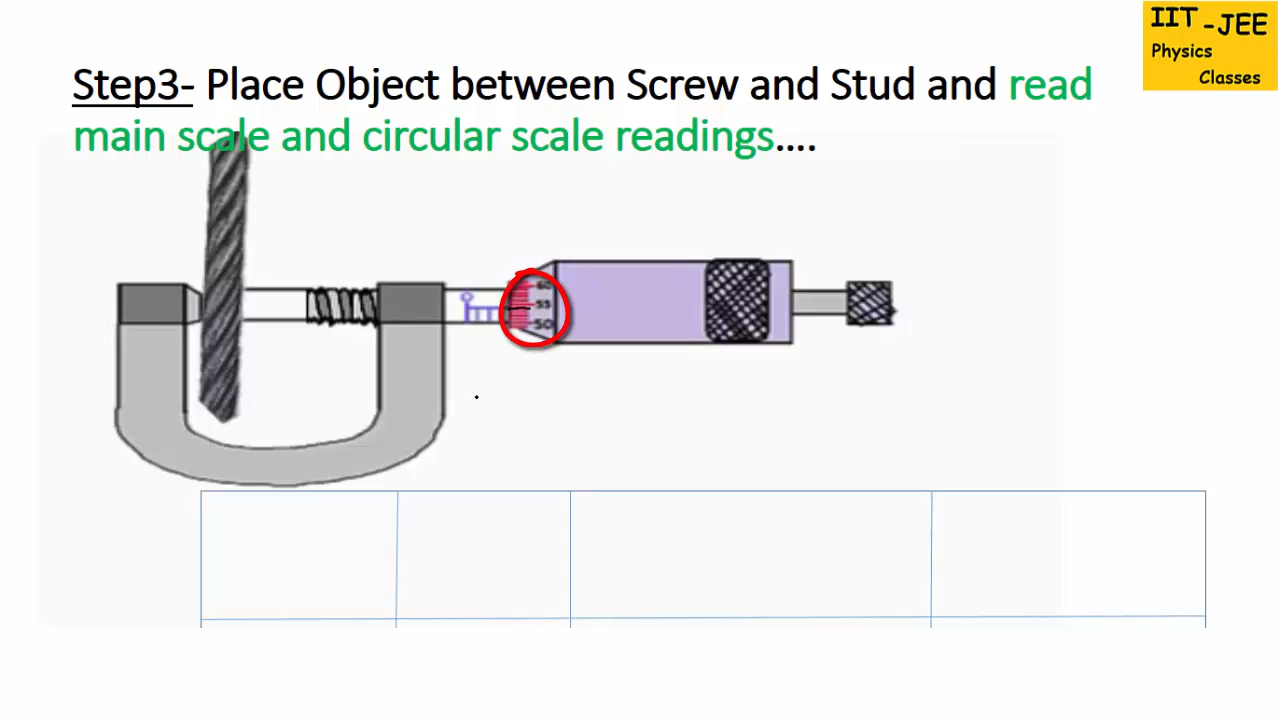 IIT -JEE
Physics
Classes
Step3- Place Object between Screw and Stud and read
main scale and circular scale readings....
0
60
55
50